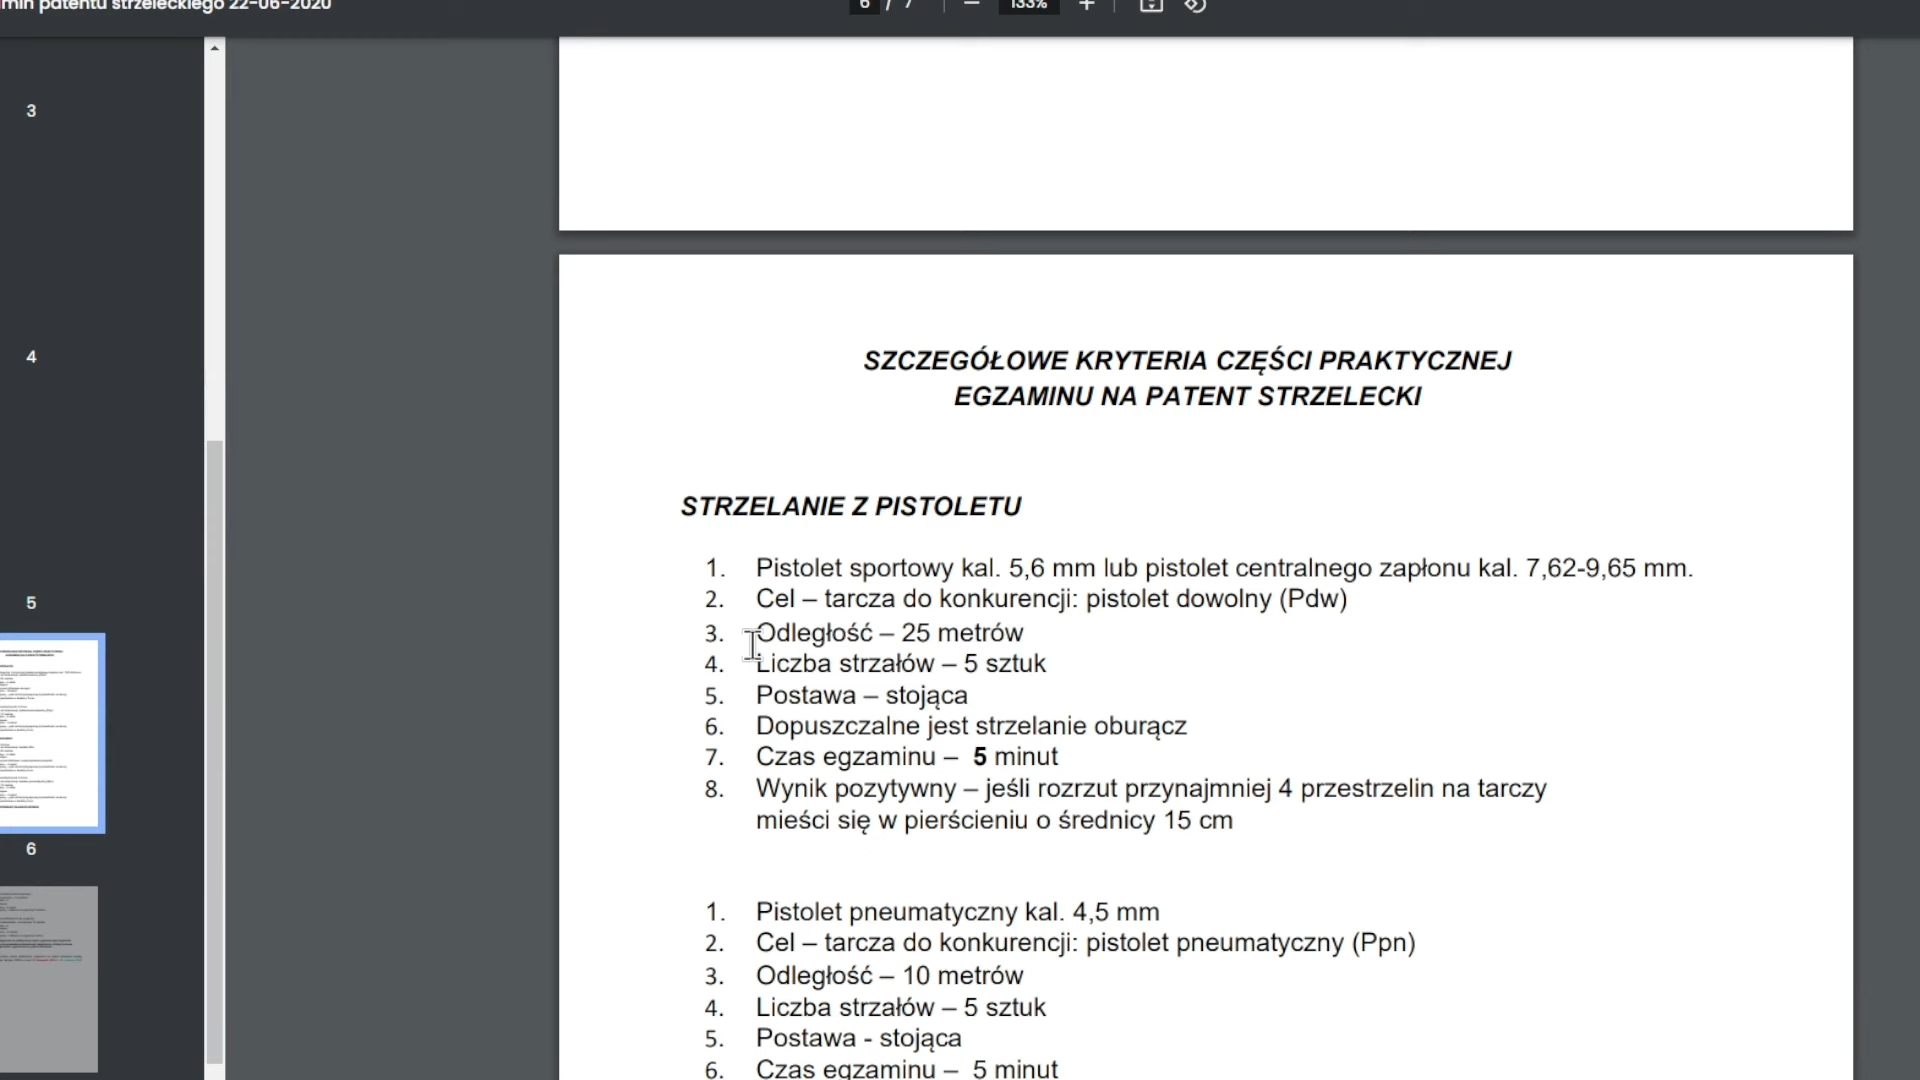 min patentu strzeleckiego 22-06-2020
6 / 7
133%
3
4
5
6
SZCZEGÓŁOWE KRYTERIA CZĘŚCI PRAKTYCZNEJ
EGZAMINU NA PATENT STRZELECKI
STRZELANIE Z PISTOLETU
1. Pistolet sportowy kal. 5,6 mm lub pistolet centralnego zapłonu kal. 7,62-9,65 mm.
2. Cel – tarcza do konkurencji: pistolet dowolny (Pdw)
3. Odległość – 25 metrów
4. Liczba strzałów – 5 sztuk
5. Postawa – stojąca
6. Dopuszczalne jest strzelanie oburącz
7. Czas egzaminu – 5 minut
8. Wynik pozytywny – jeśli rozrzut przynajmniej 4 przestrzelin na tarczy
mieści się w pierścieniu o średnicy 15 cm
1. Pistolet pneumatyczny kal. 4,5 mm
2. Cel – tarcza do konkurencji: pistolet pneumatyczny (Ppn)
3. Odległość – 10 metrów
4. Liczba strzałów – 5 sztuk
5. Postawa - stojąca
6. Czas egzaminu – 5 minut